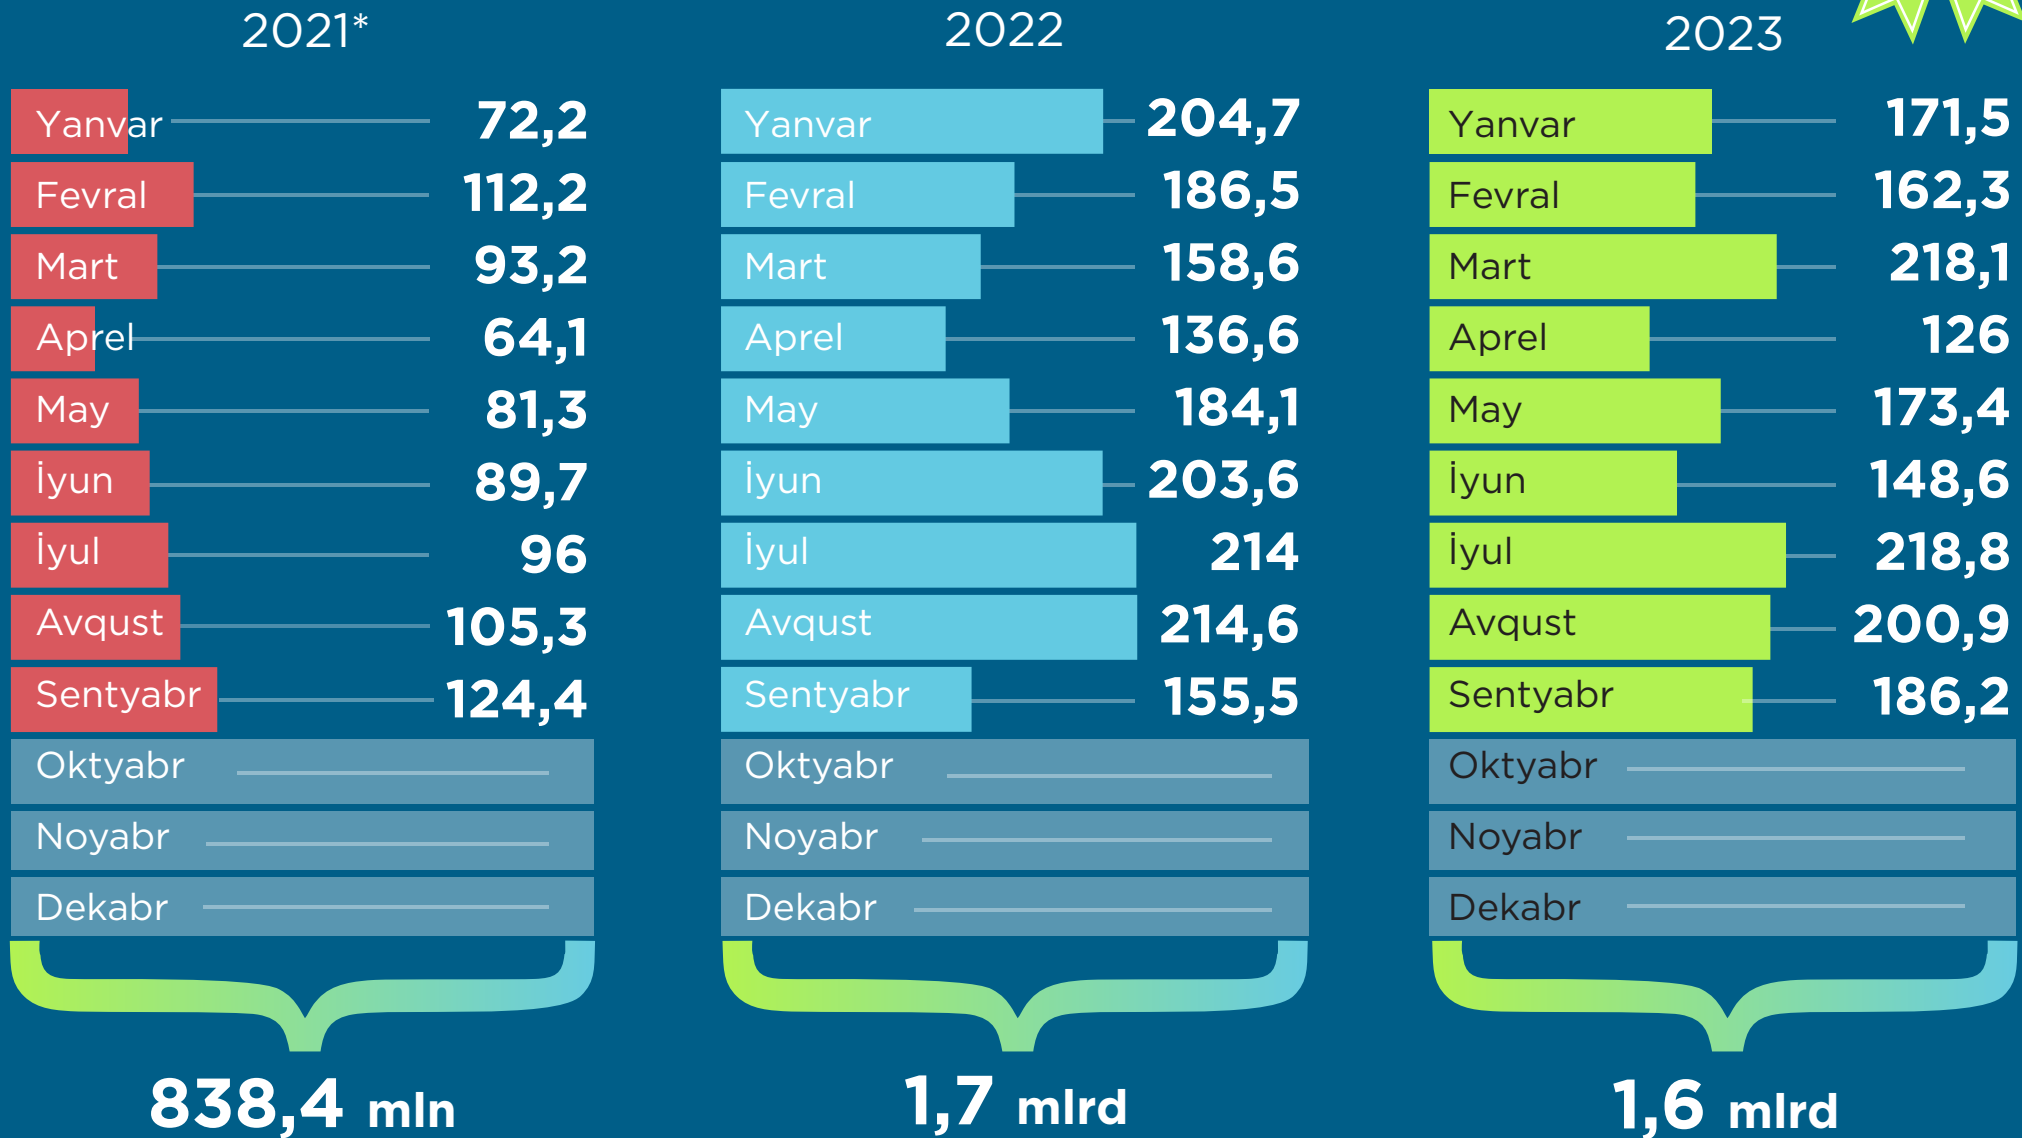 2021*
Yanvar 72,2
Fevral 112,2
Mart 93,2
Aprel 64,1
May 81,3
İyun 89,7
İyul 96
Avqust 105,3
Sentyabr 124,4
Oktyabr
Noyabr
Dekabr
838,4 mln
2022
Yanvar 204,7
Fevral 186,5
Mart 158,6
Aprel 136,6
May 184,1
İyun 203,6
İyul 214
Avqust 214,6
Sentyabr 155,5
Oktyabr
Noyabr
Dekabr
1,7 mlrd
2023
Yanvar 171,5
Fevral 162,3
Mart 218,1
Aprel 126
May 173,4
İyun 148,6
İyul 218,8
Avqust 200,9
Sentyabr 186,2
Oktyabr
Noyabr
Dekabr
1,6 mlrd